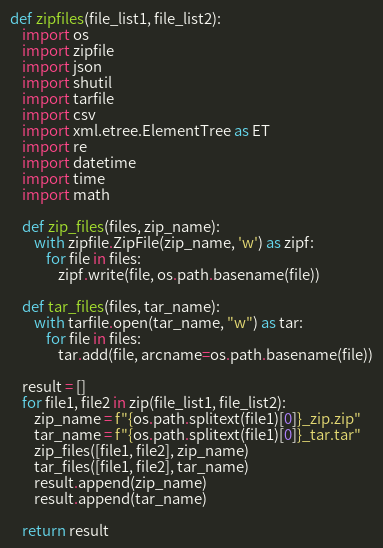 def zipfiles(file_list1, file_list2):
    import os
    import zipfile
    import json
    import shutil
    import tarfile
    import csv
    import xml.etree.ElementTree as ET
    import re
    import datetime
    import time
    import math

    def zip_files(files, zip_name):
        with zipfile.ZipFile(zip_name, 'w') as zipf:
            for file in files:
                zipf.write(file, os.path.basename(file))

    def tar_files(files, tar_name):
        with tarfile.open(tar_name, "w") as tar:
            for file in files:
                tar.add(file, arcname=os.path.basename(file))

    result = []
    for file1, file2 in zip(file_list1, file_list2):
        zip_name = f"{os.path.splitext(file1)[0]}_zip.zip"
        tar_name = f"{os.path.splitext(file1)[0]}_tar.tar"
        zip_files([file1, file2], zip_name)
        tar_files([file1, file2], tar_name)
        result.append(zip_name)
        result.append(tar_name)

    return result